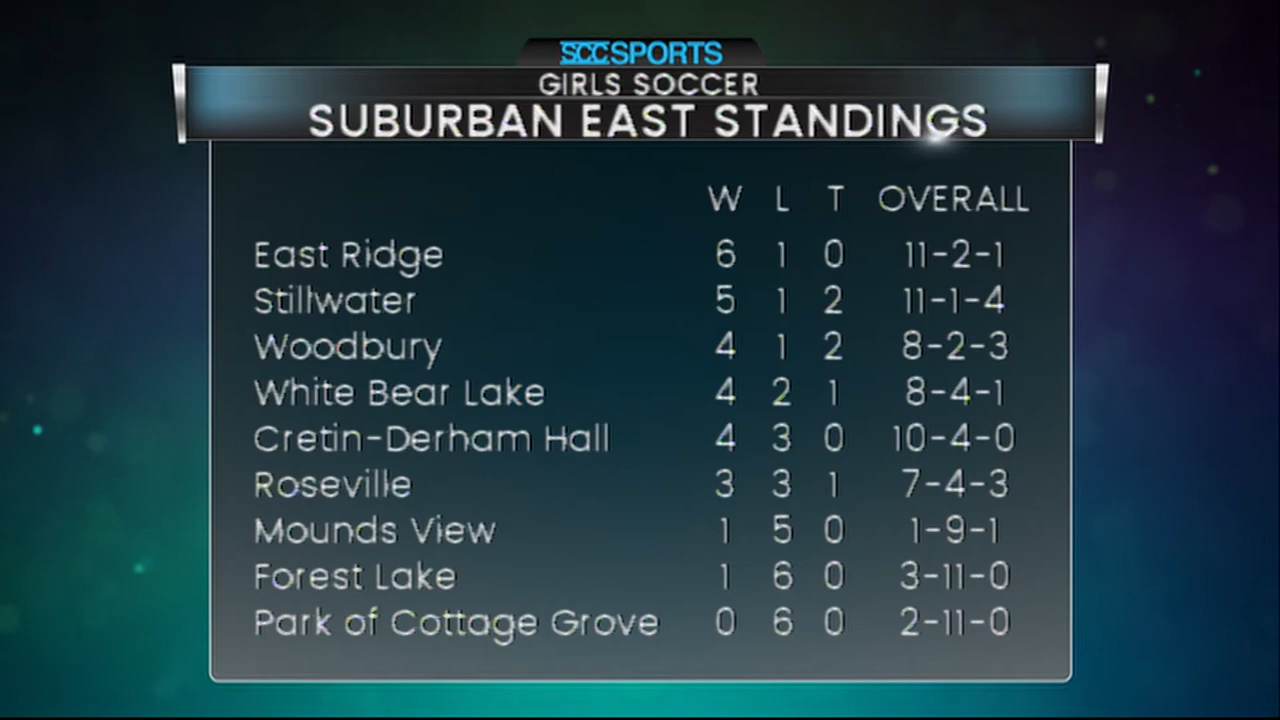 SCCSPORTS
GIRLS SOCCER
SUBURBAN EAST STANDINGS
W L T OVERALL
East Ridge 6 1 0 11-2-1
Stillwater 5 1 2 11-1-4
Woodbury 4 1 2 8-2-3
White Bear Lake 4 2 1 8-4-1
Cretin-Derham Hall 4 3 0 10-4-0
Roseville 3 3 1 7-4-3
Mounds View 1 5 0 1-9-1
Forest Lake 1 6 0 3-11-0
Park of Cottage Grove 0 6 0 2-11-0